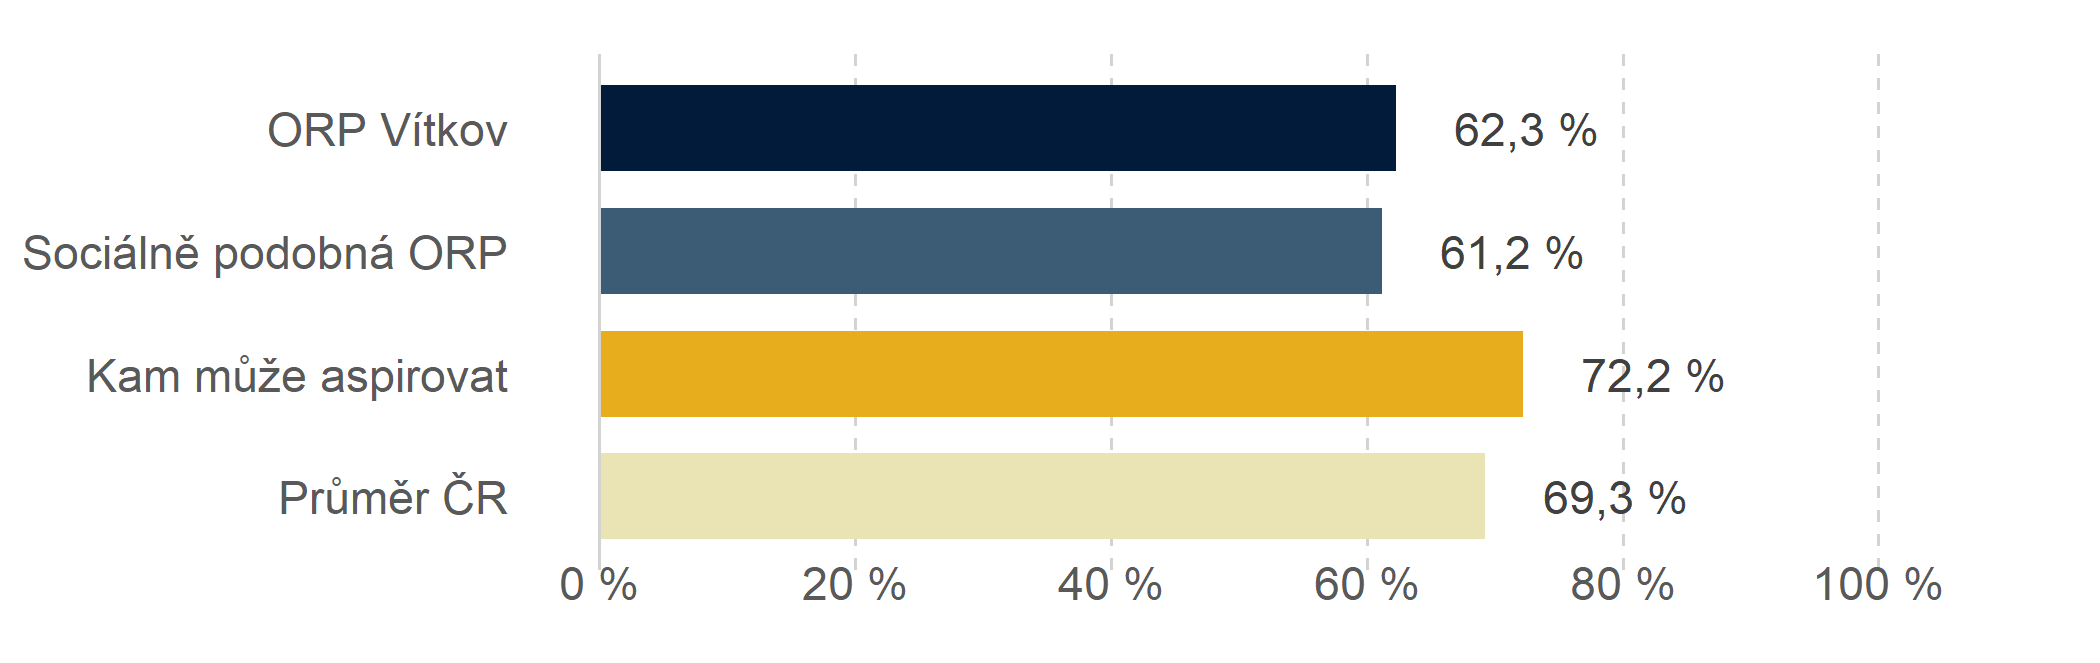 ORP Vítkov
62,3 %
Sociálně podobná ORP
61,2 %
Kam může aspirovat
72,2 %
Průměr ČR
69,3 %
0 % 20 % 40 % 60 % 80 % 100 %